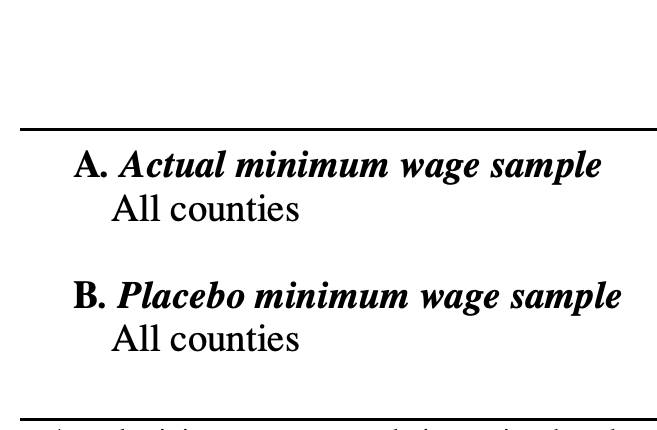 A. Actual minimum wage sample
All counties
B. Placebo minimum wage sample
All counties